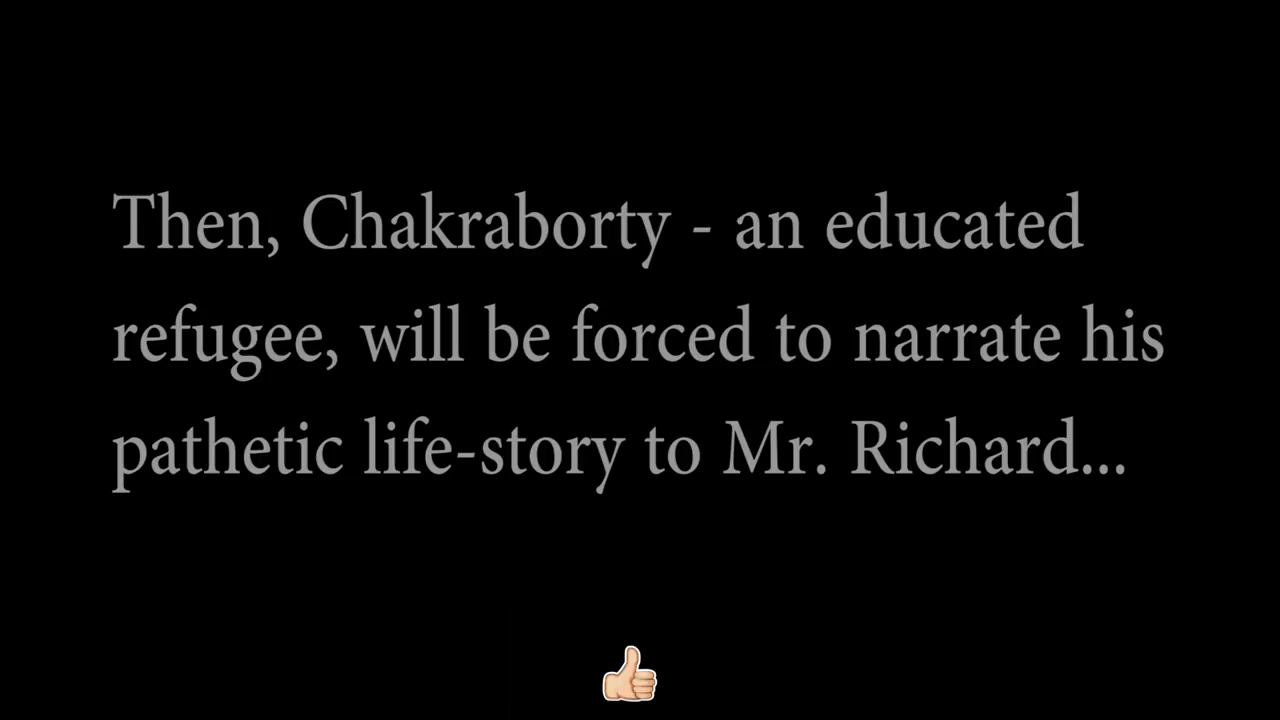 Then, Chakraborty - an educated
refugee, will be forced to narrate his
pathetic life-story to Mr. Richard...